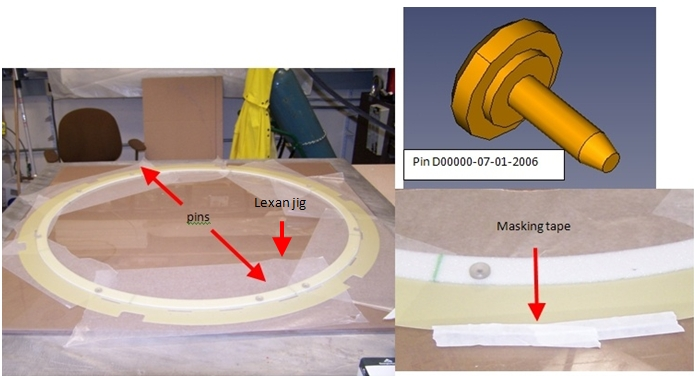 Pin D00000-07-01-2006
pins
Lexan jig
Masking tape